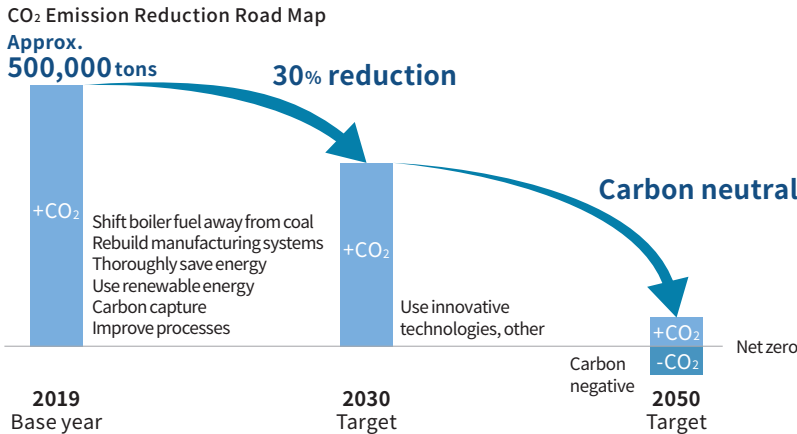 CO₂ Emission Reduction Road Map
Approx.
500,000 tons
30% reduction
Carbon neutral
+CO₂
Shift boiler fuel away from coal
Rebuild manufacturing systems
Thoroughly save energy
Use renewable energy
Carbon capture
Improve processes
+CO₂
Use innovative
technologies, other
+CO₂
-CO₂
Net zero
Carbon
negative
2019
Base year
2030
Target
2050
Target